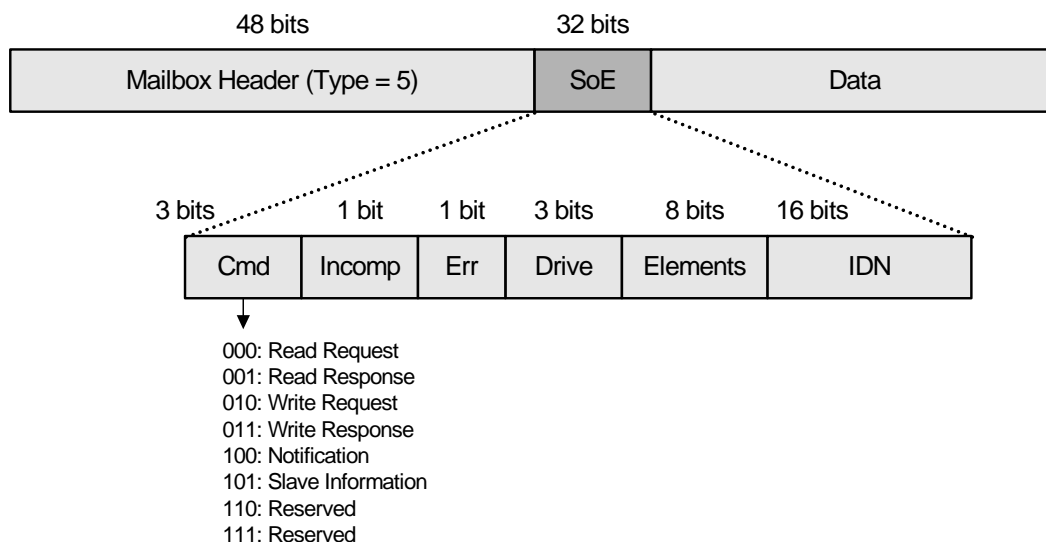 48 bits 32 bits
Mailbox Header (Type = 5) SoE Data
3 bits 1 bit 1 bit 3 bits 8 bits 16 bits
Cmd Incomp Err Drive Elements IDN
000: Read Request
001: Read Response
010: Write Request
011: Write Response
100: Notification
101: Slave Information
110: Reserved
111: Reserved